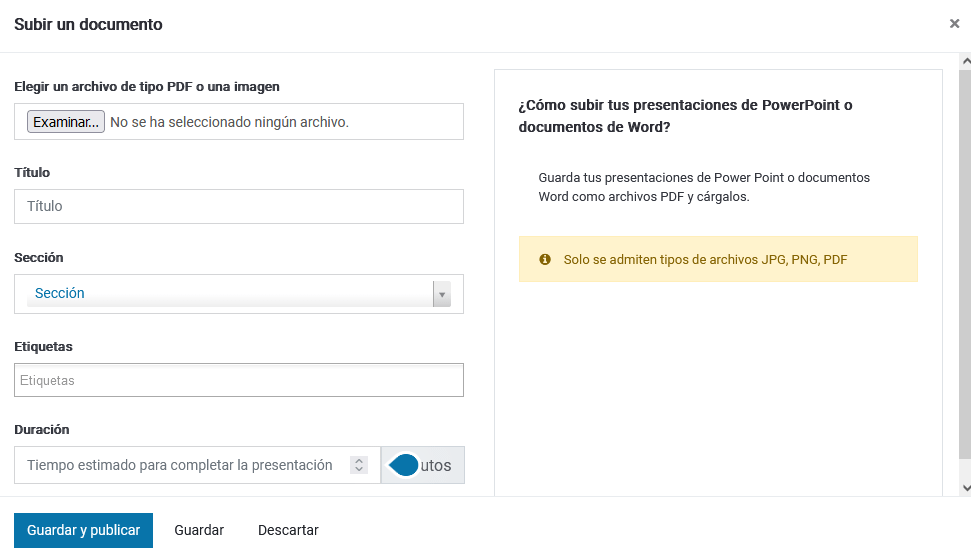 Subir un documento
Elegir un archivo de tipo PDF o una imagen
Examinar... No se ha seleccionado ningún archivo.
Título
Título
Sección
Sección
Etiquetas
Etiquetas
Duración
Tiempo estimado para completar la presentación
utos
¿Cómo subir tus presentaciones de PowerPoint o
documentos de Word?
Guarda tus presentaciones de Power Point o documentos
Word como archivos PDF y cárgalos.
Solo se admiten tipos de archivos JPG, PNG, PDF
Guardar y publicar Guardar Descartar